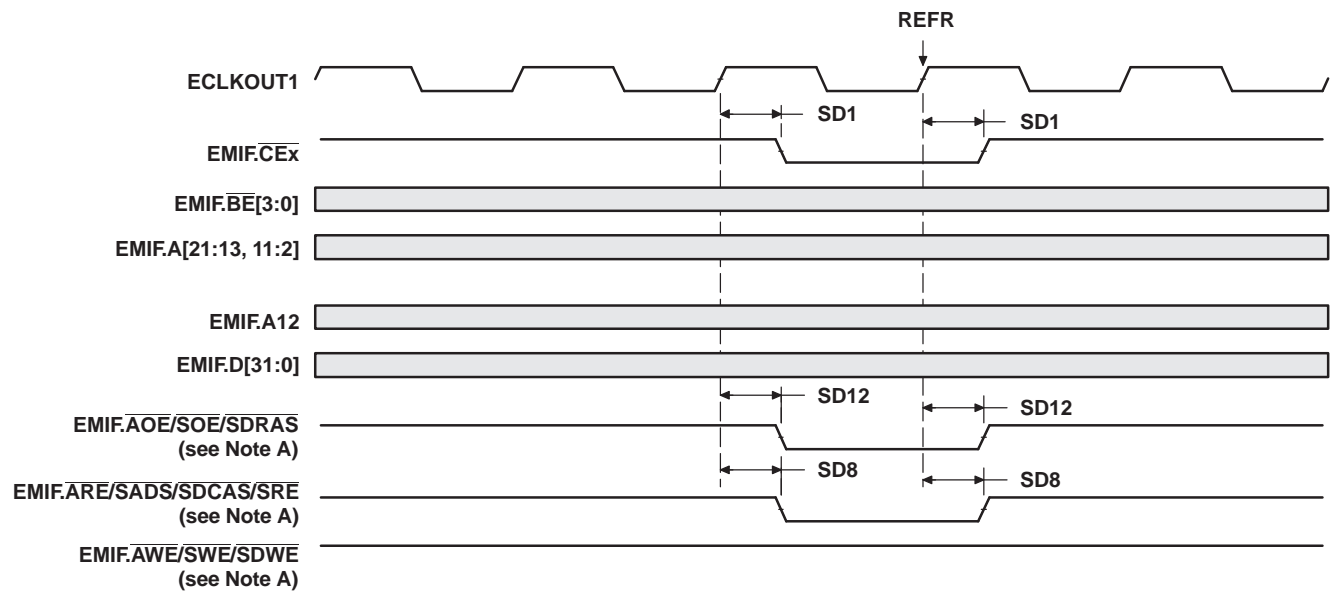 REFR
ECLKOUT1
SD1
SD1
EMIF.CEx
EMIF.BE[3:0]
EMIF.A[21:13, 11:2]
EMIF.A12
EMIF.D[31:0]
SD12
SD12
EMIF.AOE/SOE/SDRAS
(see Note A)
SD8
SD8
EMIF.ARE/SADS/SDCAS/SRE
(see Note A)
EMIF.AWE/SWE/SDWE
(see Note A)